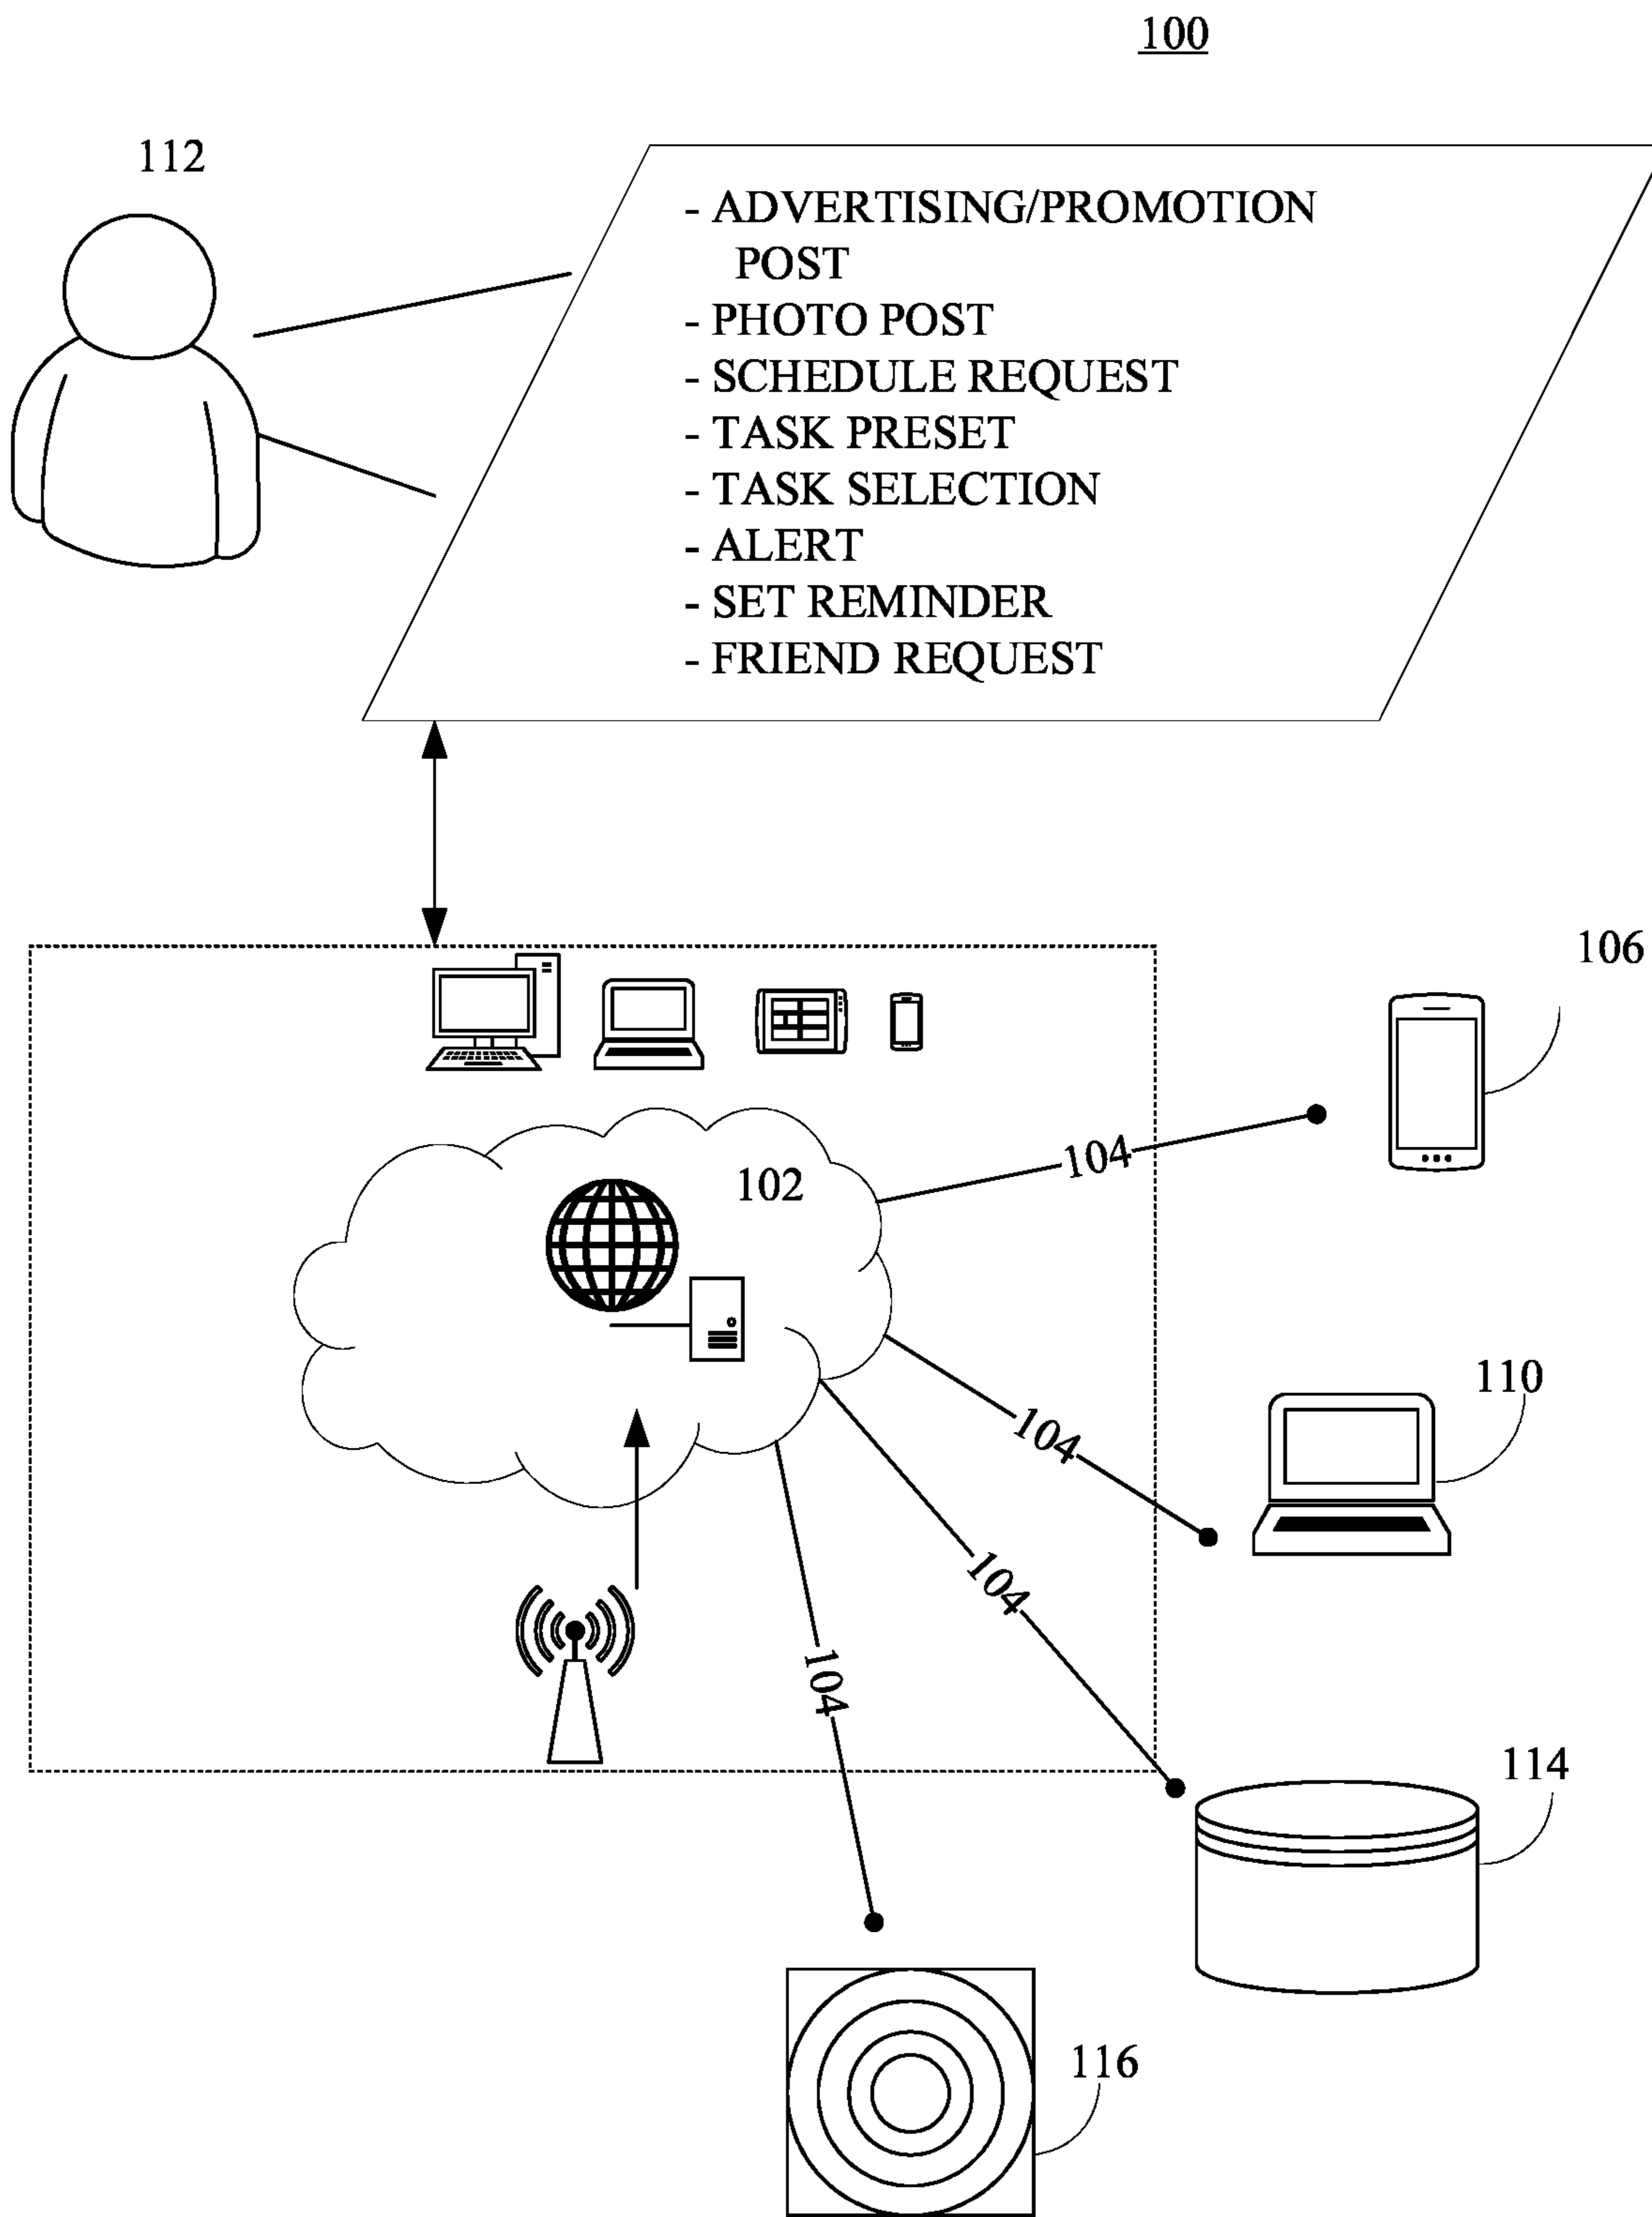 100
112
- ADVERTISING/PROMOTION
POST
- PHOTO POST
- SCHEDULE REQUEST
- TASK PRESET
- TASK SELECTION
- ALERT
- SET REMINDER
- FRIEND REQUEST
106
104
102
110
104
104
104
114
116